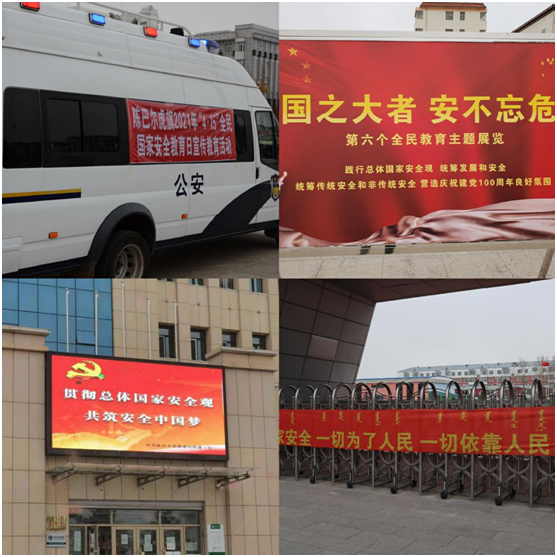 陈巴尔虎旗2021年“4·15”全民
国家安全教育日宣传教育活动
公安
国之大者 安不忘危
第六个全民教育主题展览
践行总体国家安全观 统筹发展和安全
统筹传统安全和非传统安全 营造庆祝建党100周年良好氛围
贯彻总体国家安全观
共筑安全中国梦
家安全 一切为了人民 一切依靠人民